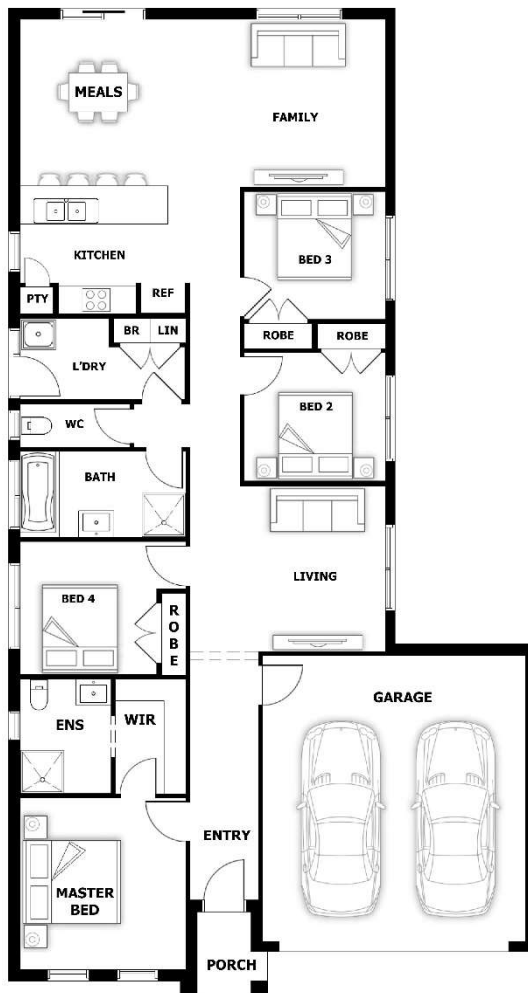 MEALS
FAMILY
KITCHEN
BED 3
PTY
REF
BR
LIN
ROBE
ROBE
L'DRY
WC
BED 2
BATH
LIVING
BED 4
ROBE
ENS
WIR
GARAGE
ENTRY
MASTER
BED
PORCH